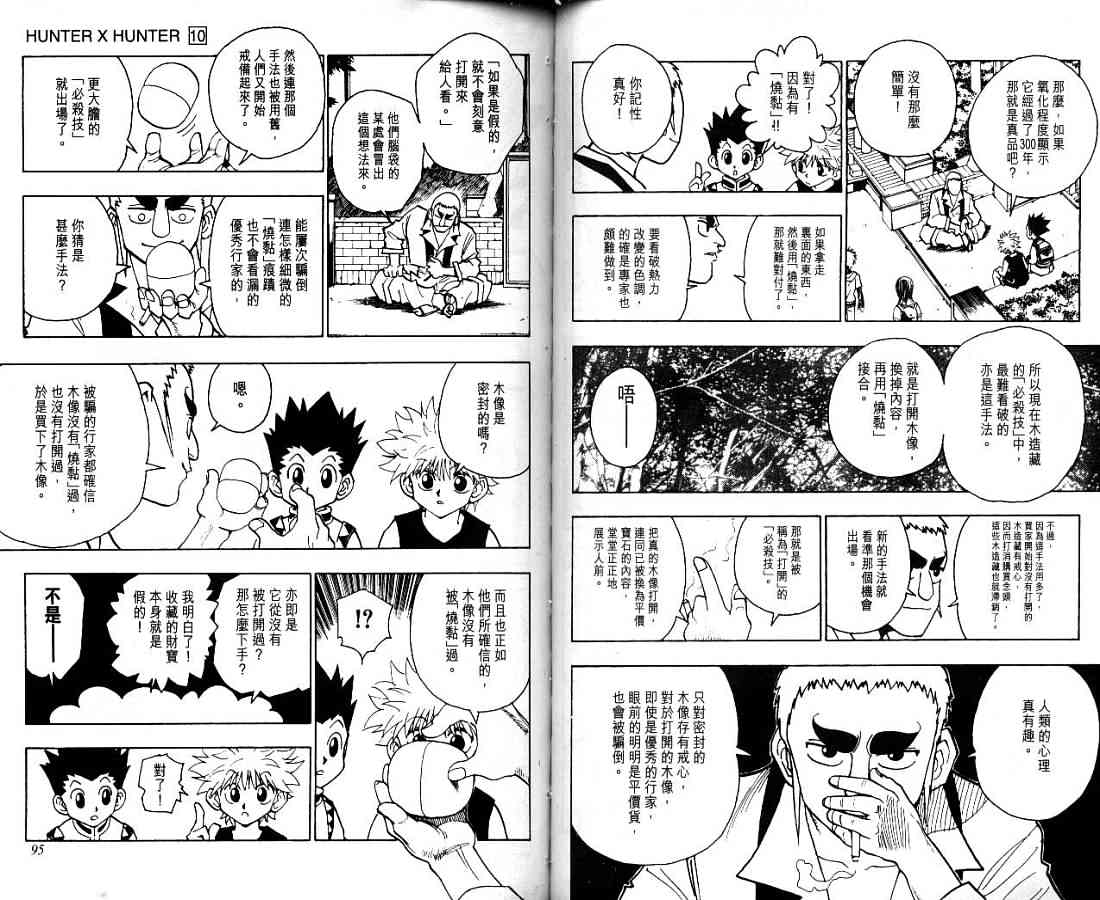 那麼，如果
氧化程度顯示
它經過了300年，
那就是真品吧？
沒有那麼
簡單！
對了！
因為有
「燒黏」!!
你記性
真好！
如果拿走
裏面的東西，
然後用「燒黏」，
那就難對付了。
要看破熱力
改變的色調，
的確是專家也
頗難做到。
所以現在木造藏
的「必殺技」中，
最難看破的
亦是這手法。
就是打開木像，
換掉內容，
再用「燒黏」
接合。
唔——
不過，
因為這手法用多了，
買家開始對沒有打開的
木造藏有戒心，
因而打消購買念頭，
這些木造藏也就滯銷了。
新的手法就
看準那個機會
出場。
那就是被
稱為「打開」的
「必殺技」。
把真的木像打開，
連同已被換為平價
寶石的內容，
堂堂正正地
展示人前。
人類的心理
真有趣。
只對密封的
木像存有戒心，
對於打開的木像，
即使是優秀的行家，
眼前的明明是平價貨，
也會被騙倒。
HUNTER X HUNTER 10
「如果是假的，
就不會刻意
打開來
給人看。」
他們腦袋的
某處會冒出
這個想法來。
然後連那個
手法也被用舊，
人們又開始
戒備起來了。
更大膽的
「必殺技」
就出場了。
能屢次騙倒
連怎樣細微的
「燒黏」痕蹟
也不會看漏的
優秀行家的，
你猜是
甚麼手法？
木像是
密封的嗎？
嗯。
被騙的行家都確信
木像沒有「燒黏」過，
也沒有打開過，
於是買下了木像。
而且也正如
他們所確信的，
木像沒有
被「燒黏」過。
!?
亦即是
它從沒有
被打開過？
那怎麼下手？
我明白了！
收藏的財寶
本身就是
假的！
不是——
對了！
95